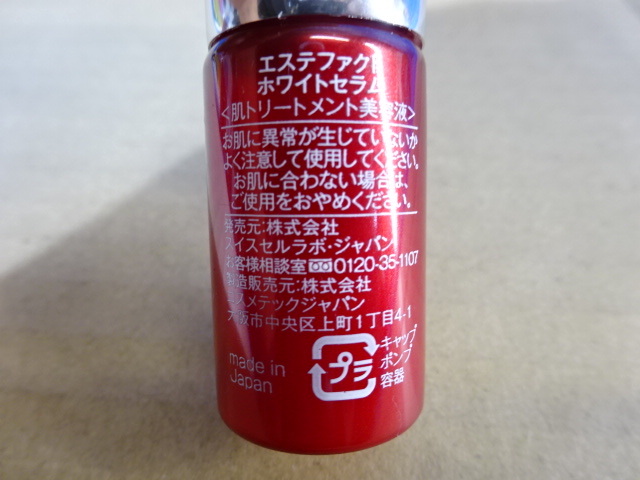 エステファクト
ホワイトセラム
<肌トリートメント美容液>
お肌に異常が生じていないか
よく注意して使用してください。
お肌に合わない場合は、
ご使用をおやめください。
発売元:株式会社
スイスセルラボ・ジャパン
お客様相談室 0120-35-1107
製造販売元:株式会社
コスメテックジャパン
大阪市中央区上町1丁目4-1
made in
Japan
プラ
キャップ
ポンプ
容器